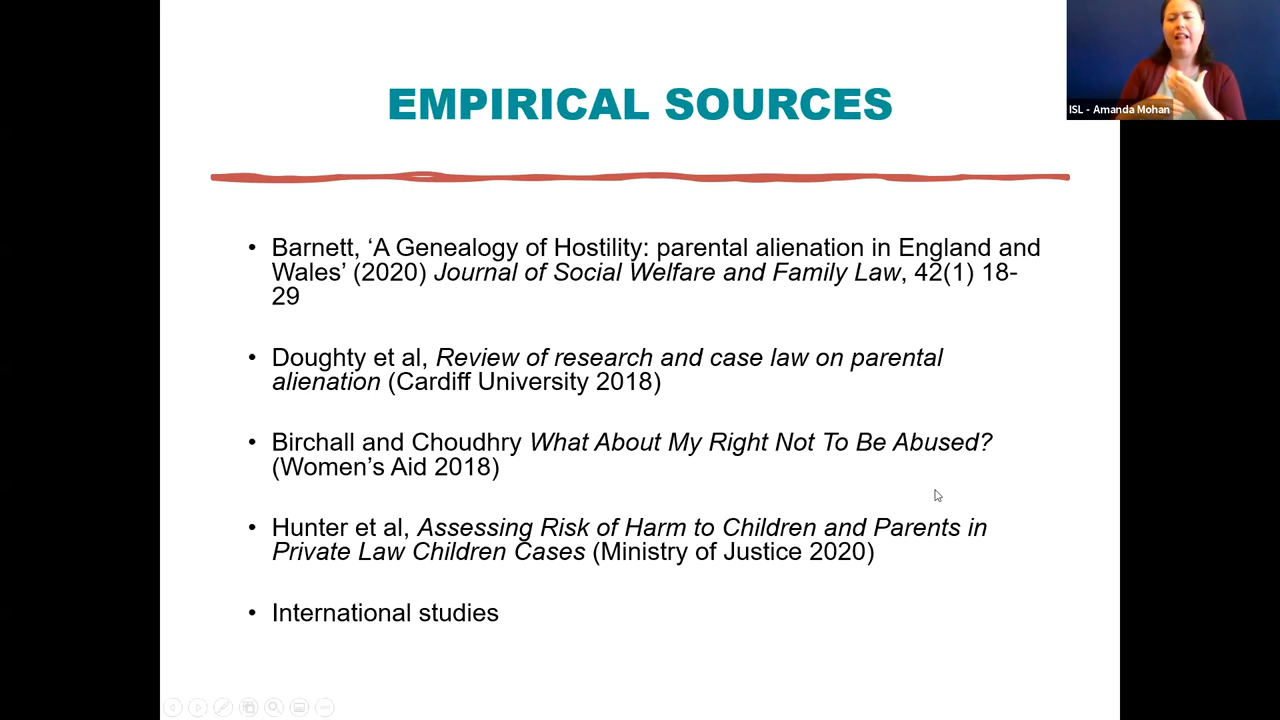 EMPIRICAL SOURCES
ISL - Amanda Mohan
• Barnett, ‘A Genealogy of Hostility: parental alienation in England and
Wales’ (2020) Journal of Social Welfare and Family Law, 42(1) 18-
29
• Doughty et al, Review of research and case law on parental
alienation (Cardiff University 2018)
• Birchall and Choudhry What About My Right Not To Be Abused?
(Women’s Aid 2018)
• Hunter et al, Assessing Risk of Harm to Children and Parents in
Private Law Children Cases (Ministry of Justice 2020)
• International studies